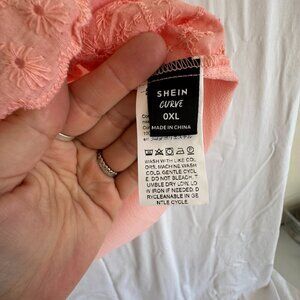 SHEIN
CURVE
0XL
MADE IN CHINA
WASH WITH LIKE COL
ORS, MACHINE WASH
COLD, GENTLE CYCL
E, DO NOT BLEACH, T
UMBLE DRY LOW, LO
W IRON IF NEEDED, D
RYCLEANABLE IN GE
NTLE CYCLE